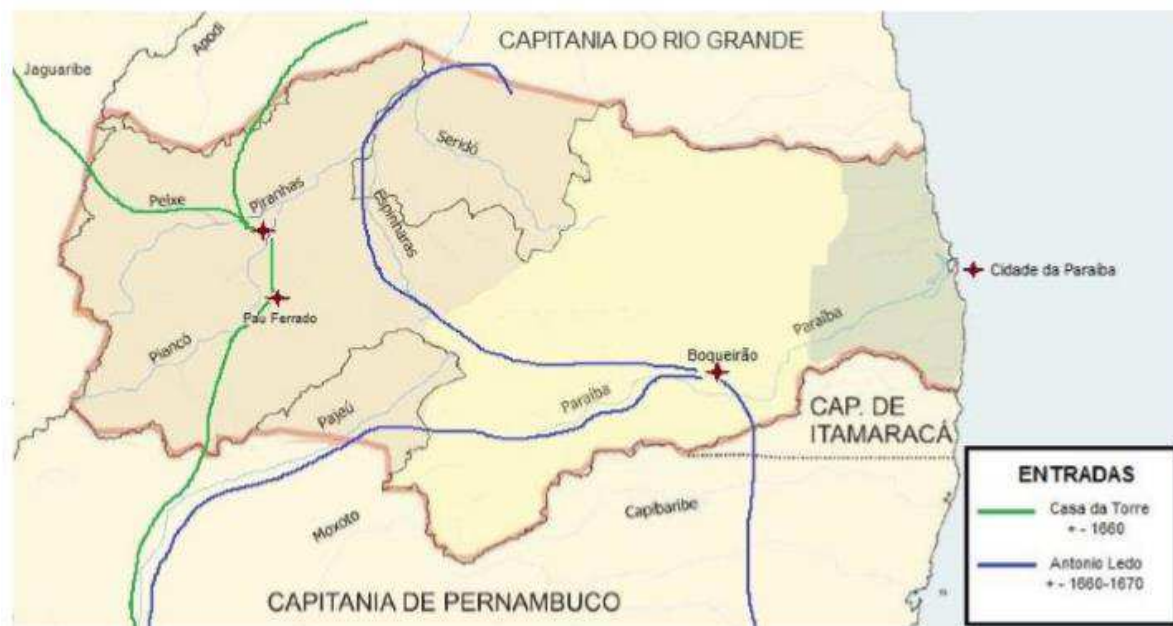 CAPITANIA DO RIO GRANDE
Apodi
Jaguaribe
Seridó
Peixe
Piranhas
Espinharas
Cidade da Paraíba
Pau Ferrado
Paraíba
Piancó
Boqueirão
Paraíba
Pajeú
CAP. DE
ITAMARACÁ
Moxoto
Capibaribe
CAPITANIA DE PERNAMBUCO
ENTRADAS
Casa da Torre
+ - 1660
Antonio Ledo
+ - 1660-1670